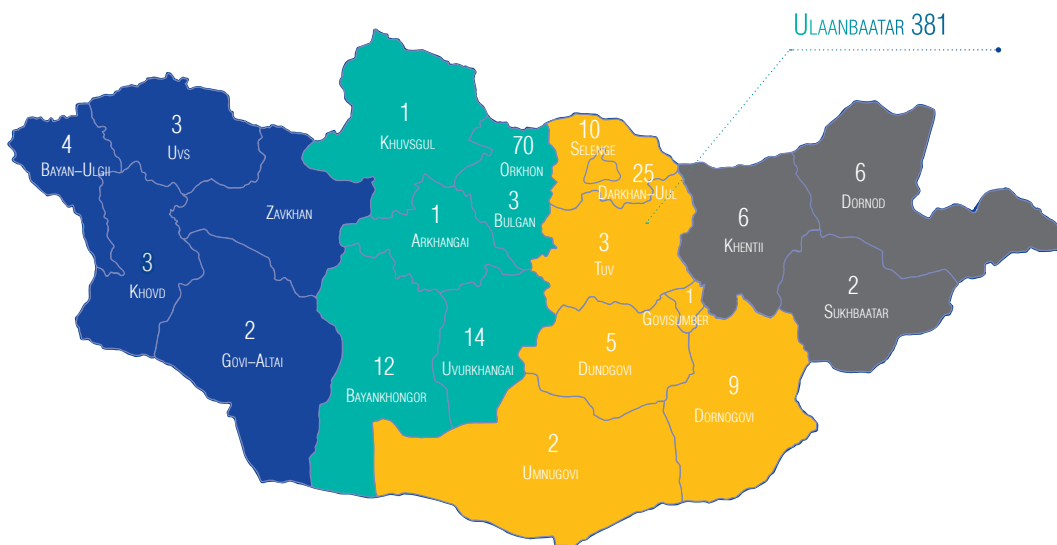 ULAANBAATAR 381
4
BAYAN–ULGII
3
UVS
ZAVKHAN
3
KHOVD
2
GOVI–ALTAI
1
KHUVSGUL
70
ORKHON
3
BULGAN
1
ARKHANGAI
12
BAYANKHONGOR
14
UVURKHANGAI
10
SELENGE
25
DARKHAN–UUL
3
TUV
1
GOVISUMBER
5
DUNDGOVI
9
DORNOGOVI
2
UMNUGOVI
6
KHENTII
6
DORNOD
2
SUKHBAATAR